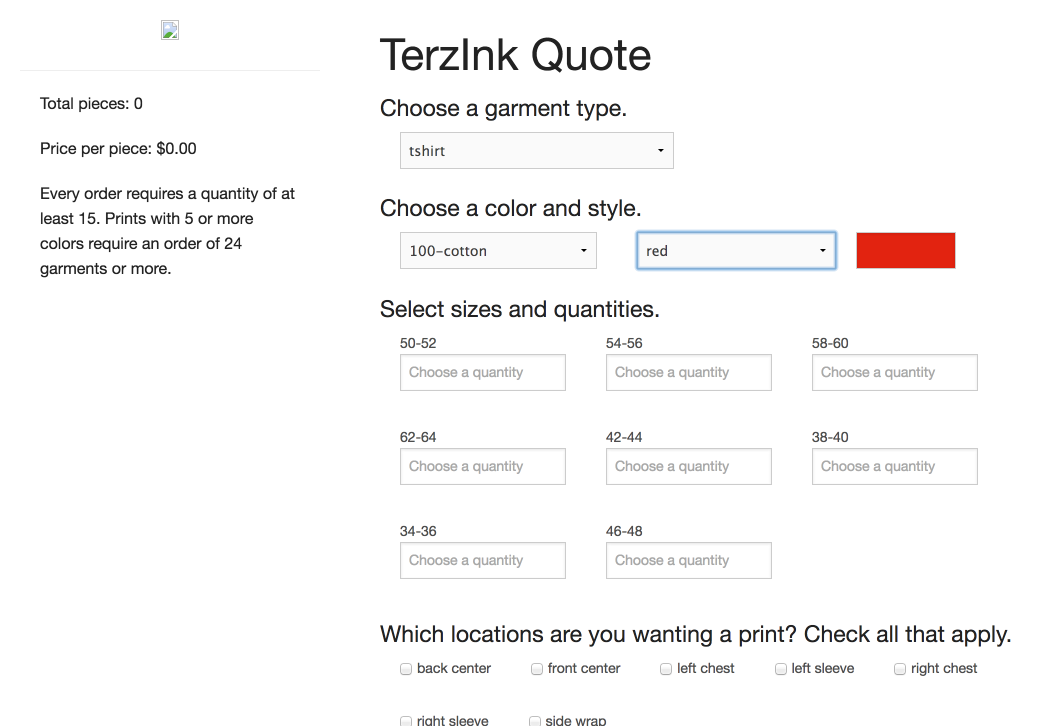 TerzInk Quote
Total pieces: 0
Price per piece: $0.00
Every order requires a quantity of at
least 15. Prints with 5 or more
colors require an order of 24
garments or more.
Choose a garment type.
tshirt
Choose a color and style.
100-cotton red
Select sizes and quantities.
50-52 54-56 58-60
Choose a quantity Choose a quantity Choose a quantity
62-64 42-44 38-40
Choose a quantity Choose a quantity Choose a quantity
34-36 46-48
Choose a quantity Choose a quantity
Which locations are you wanting a print? Check all that apply.
back center front center left chest left sleeve right chest
right sleeve side wrap